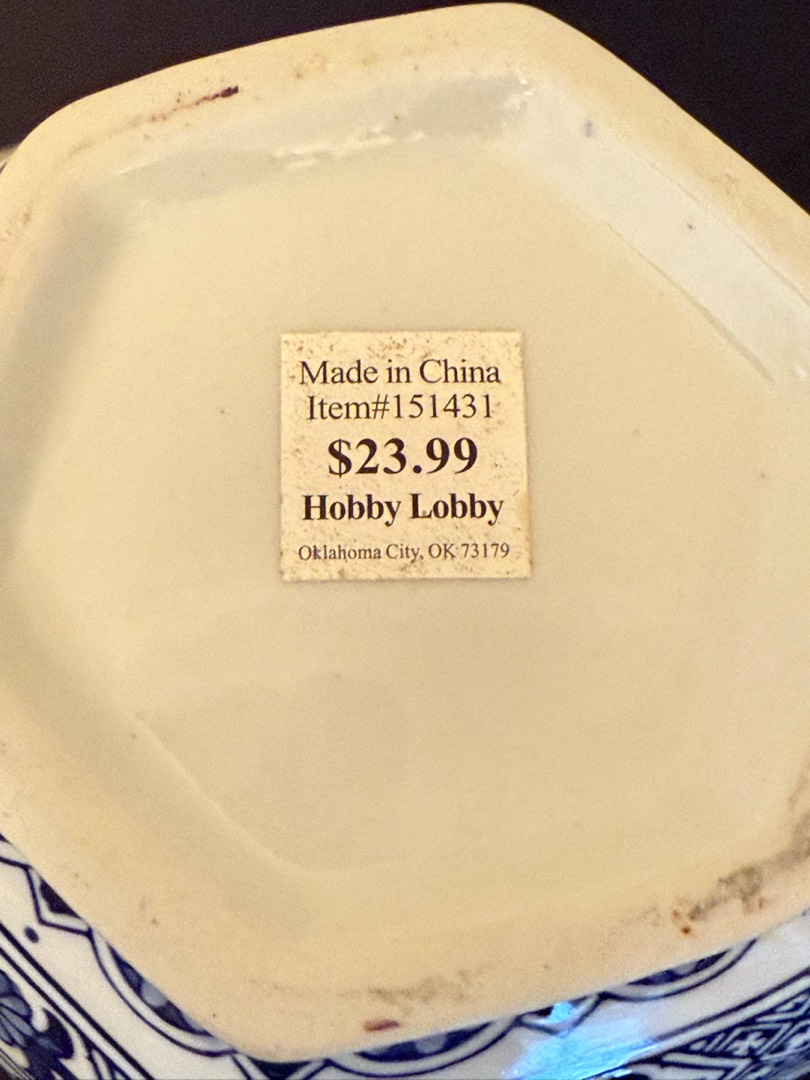 Made in China
Item#151431
$23.99
Hobby Lobby
Oklahoma City, OK 73179